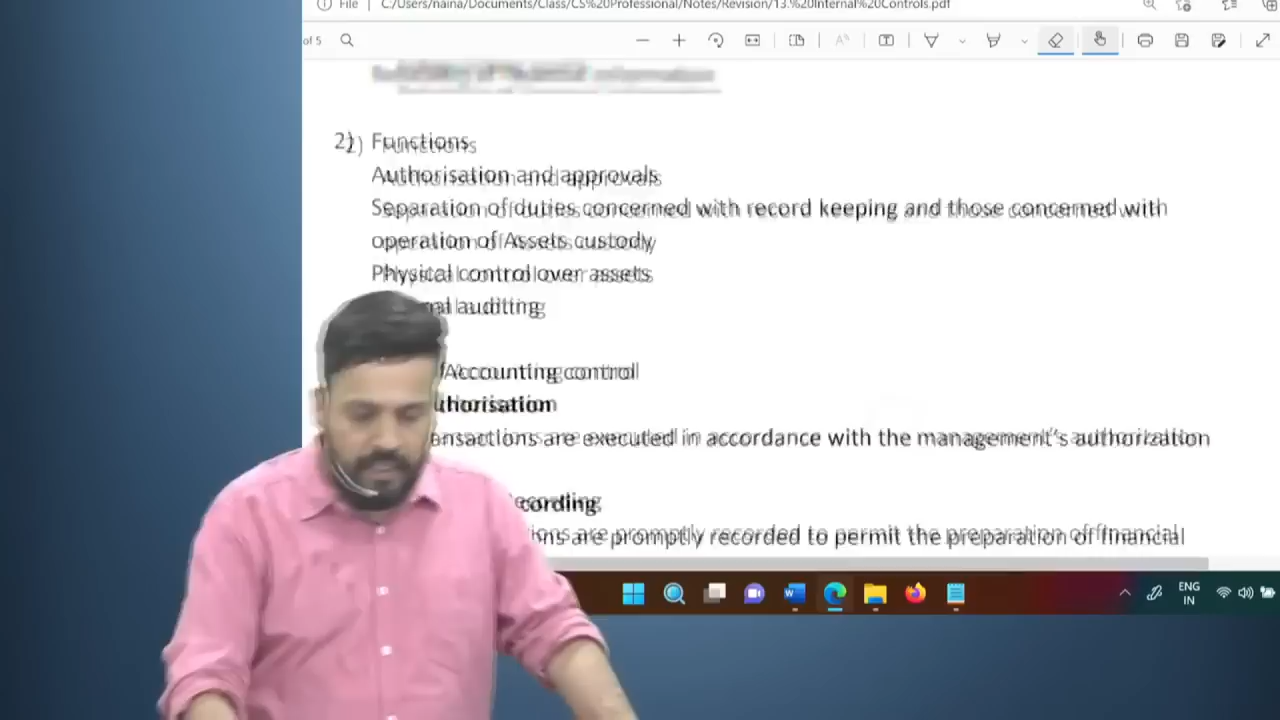 File C:/Users/naina/Documents/Class/CS%20Professional/Notes/Revision/13.%20Internal%20Controls.pdf
of 5
2) Functions
Authorisation and approvals
Separation of duties concerned with record keeping and those concerned with
operation of Assets custody
Physical control over assets
auditing
Accounting control
thorisation
ansactions are executed in accordance with the management's authorization
cording
ns are promptly recorded to permit the preparation of financial
ENG
IN